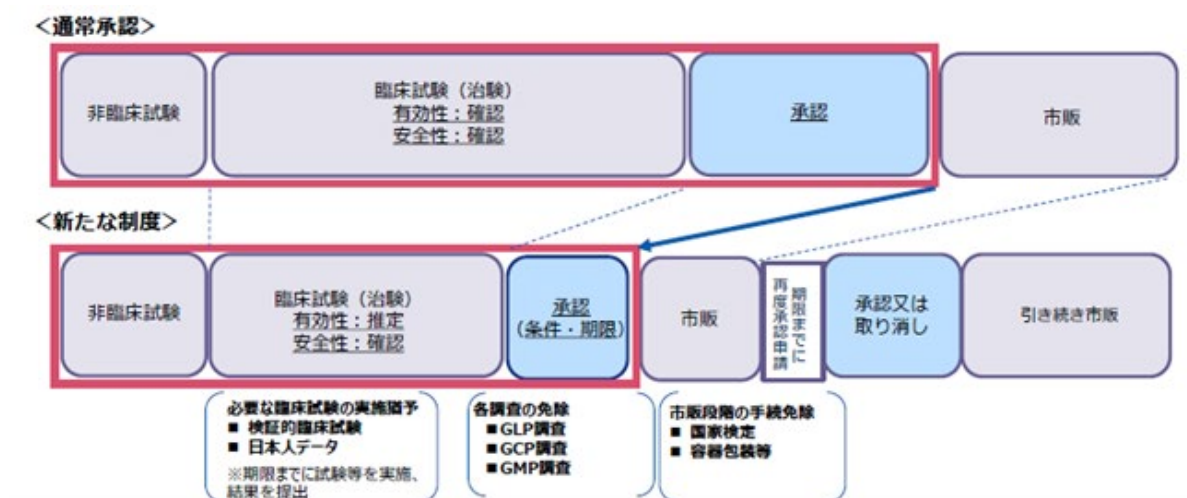 ＜通常承認＞
非臨床試験
臨床試験（治験）
有効性：確認
安全性：確認
承認
市販
＜新たな制度＞
非臨床試験
臨床試験（治験）
有効性：推定
安全性：確認
承認
（条件・期限）
市販
期限までに
再度承認申請
承認又は
取り消し
引き続き市販
必要な臨床試験の実施猶予
■ 検証的臨床試験
■ 日本人データ
※期限までに試験等を実施、
結果を提出
各調査の免除
■GLP調査
■GCP調査
■GMP調査
市販段階の手続免除
■ 国家検定
■ 容器包装等